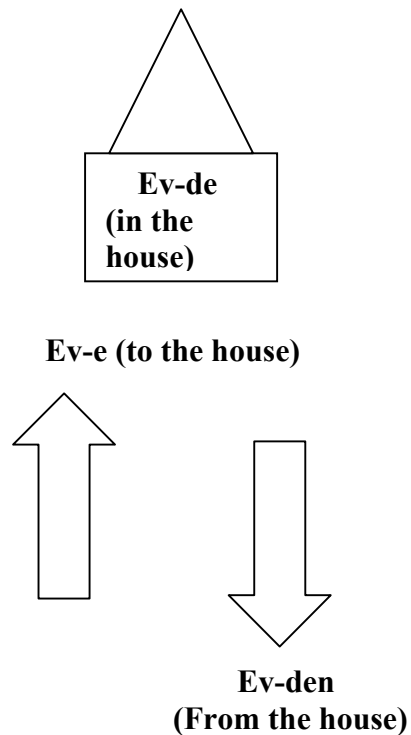 Ev-de
(in the
house)
Ev-e (to the house)
Ev-den
(From the house)